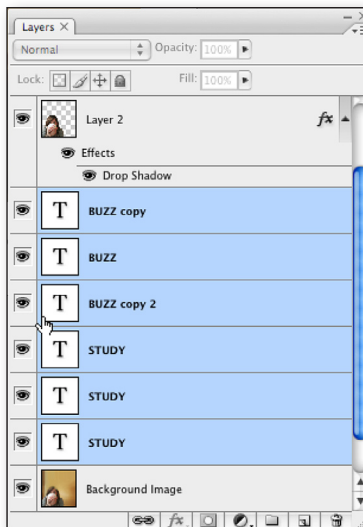 Layers ×
Normal Opacity: 100%
Lock: Fill: 100%
Layer 2 fx
Effects
Drop Shadow
T BUZZ copy
T BUZZ
T BUZZ copy 2
T STUDY
T STUDY
T STUDY
Background Image
fx